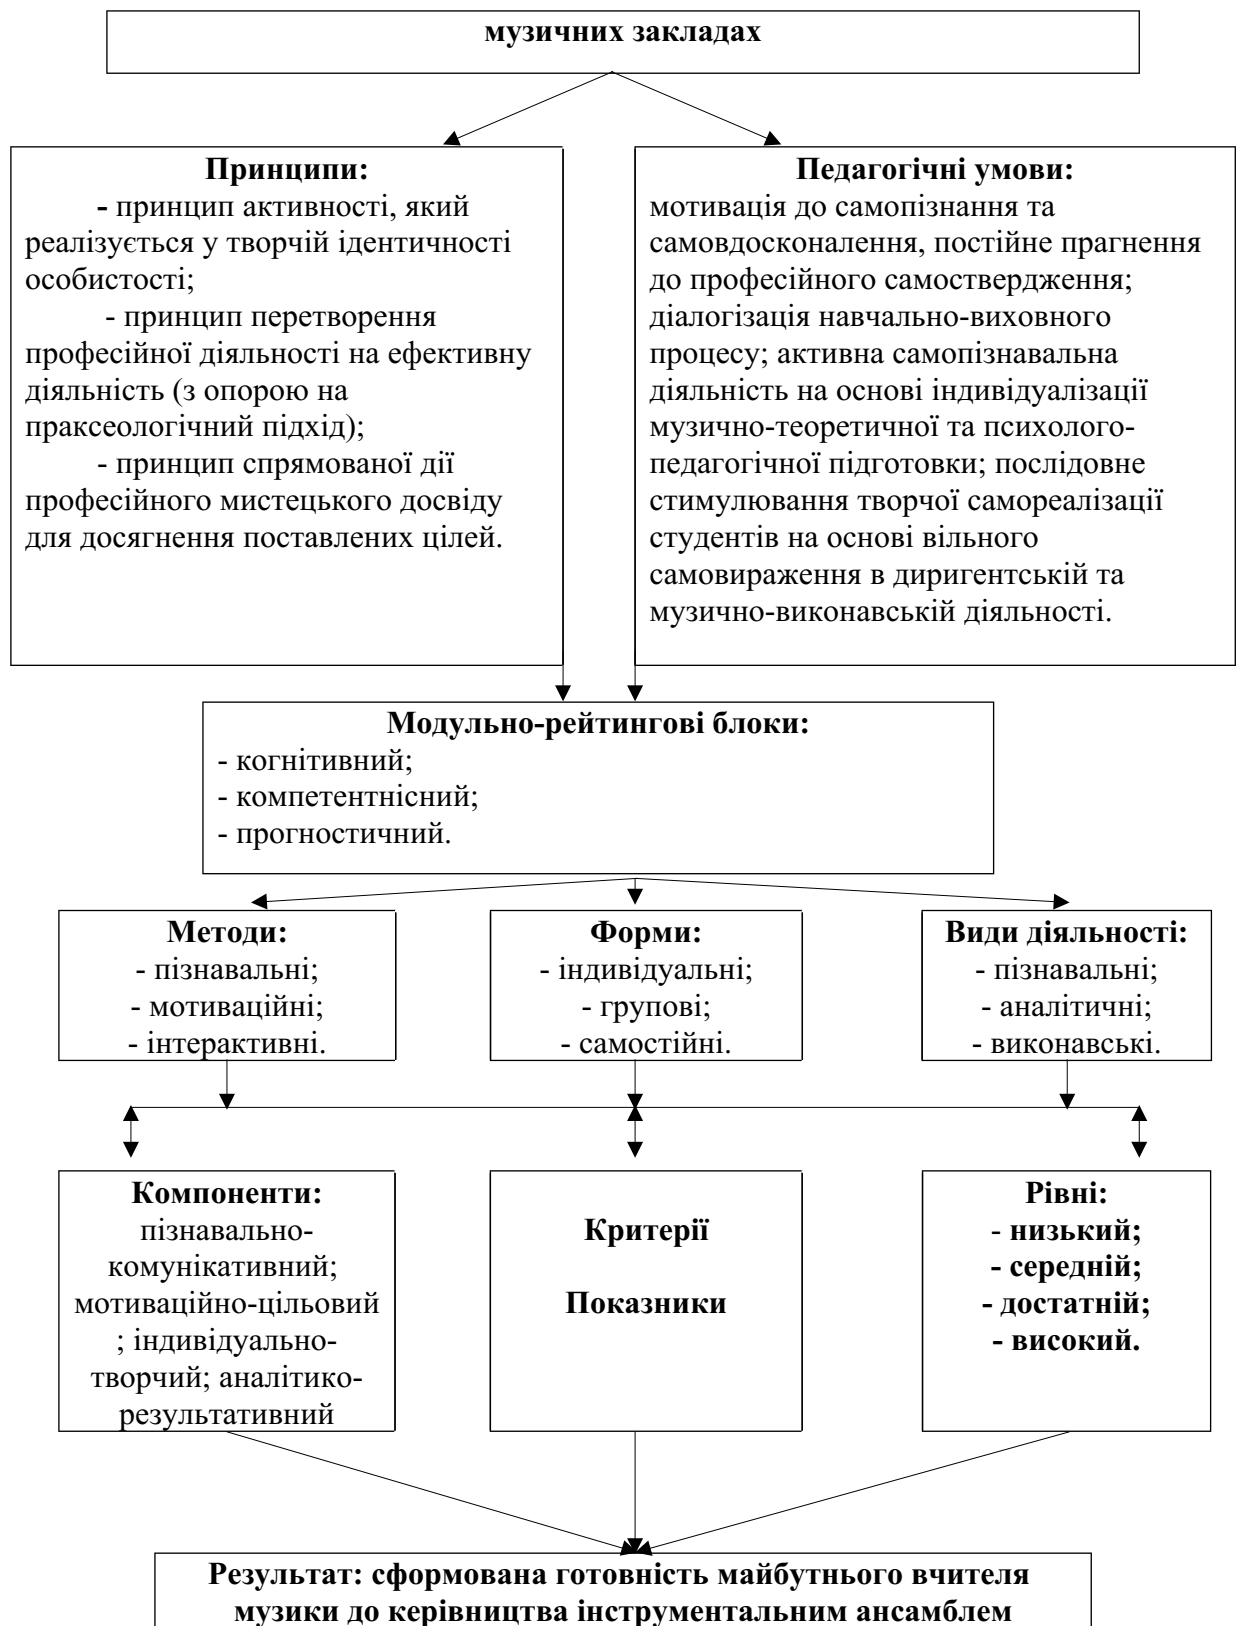 музичних закладах
Принципи:
- принцип активності, який
реалізується у творчій ідентичності
особистості;
- принцип перетворення
професійної діяльності на ефективну
діяльність (з опорою на
праксеологічний підхід);
- принцип спрямованої дії
професійного мистецького досвіду
для досягнення поставлених цілей.
Педагогічні умови:
мотивація до самопізнання та
самовдосконалення, постійне прагнення
до професійного самоствердження;
діалогізація навчально-виховного
процесу; активна самопізнавальна
діяльність на основі індивідуалізації
музично-теоретичної та психолого-
педагогічної підготовки; послідовне
стимулювання творчої самореалізації
студентів на основі вільного
самовираження в диригентській та
музично-виконавській діяльності.
Модульно-рейтингові блоки:
- когнітивний;
- компетентнісний;
- прогностичний.
Методи:
- пізнавальні;
- мотиваційні;
- інтерактивні.
Форми:
- індивідуальні;
- групові;
- самостійні.
Види діяльності:
- пізнавальні;
- аналітичні;
- виконавські.
Компоненти:
пізнавально-
комунікативний;
мотиваційно-цільовий
; індивідуально-
творчий; аналітико-
результативний
Критерії
Показники
Рівні:
- низький;
- середній;
- достатній;
- високий.
Результат: сформована готовність майбутнього вчителя
музики до керівництва інструментальним ансамблем